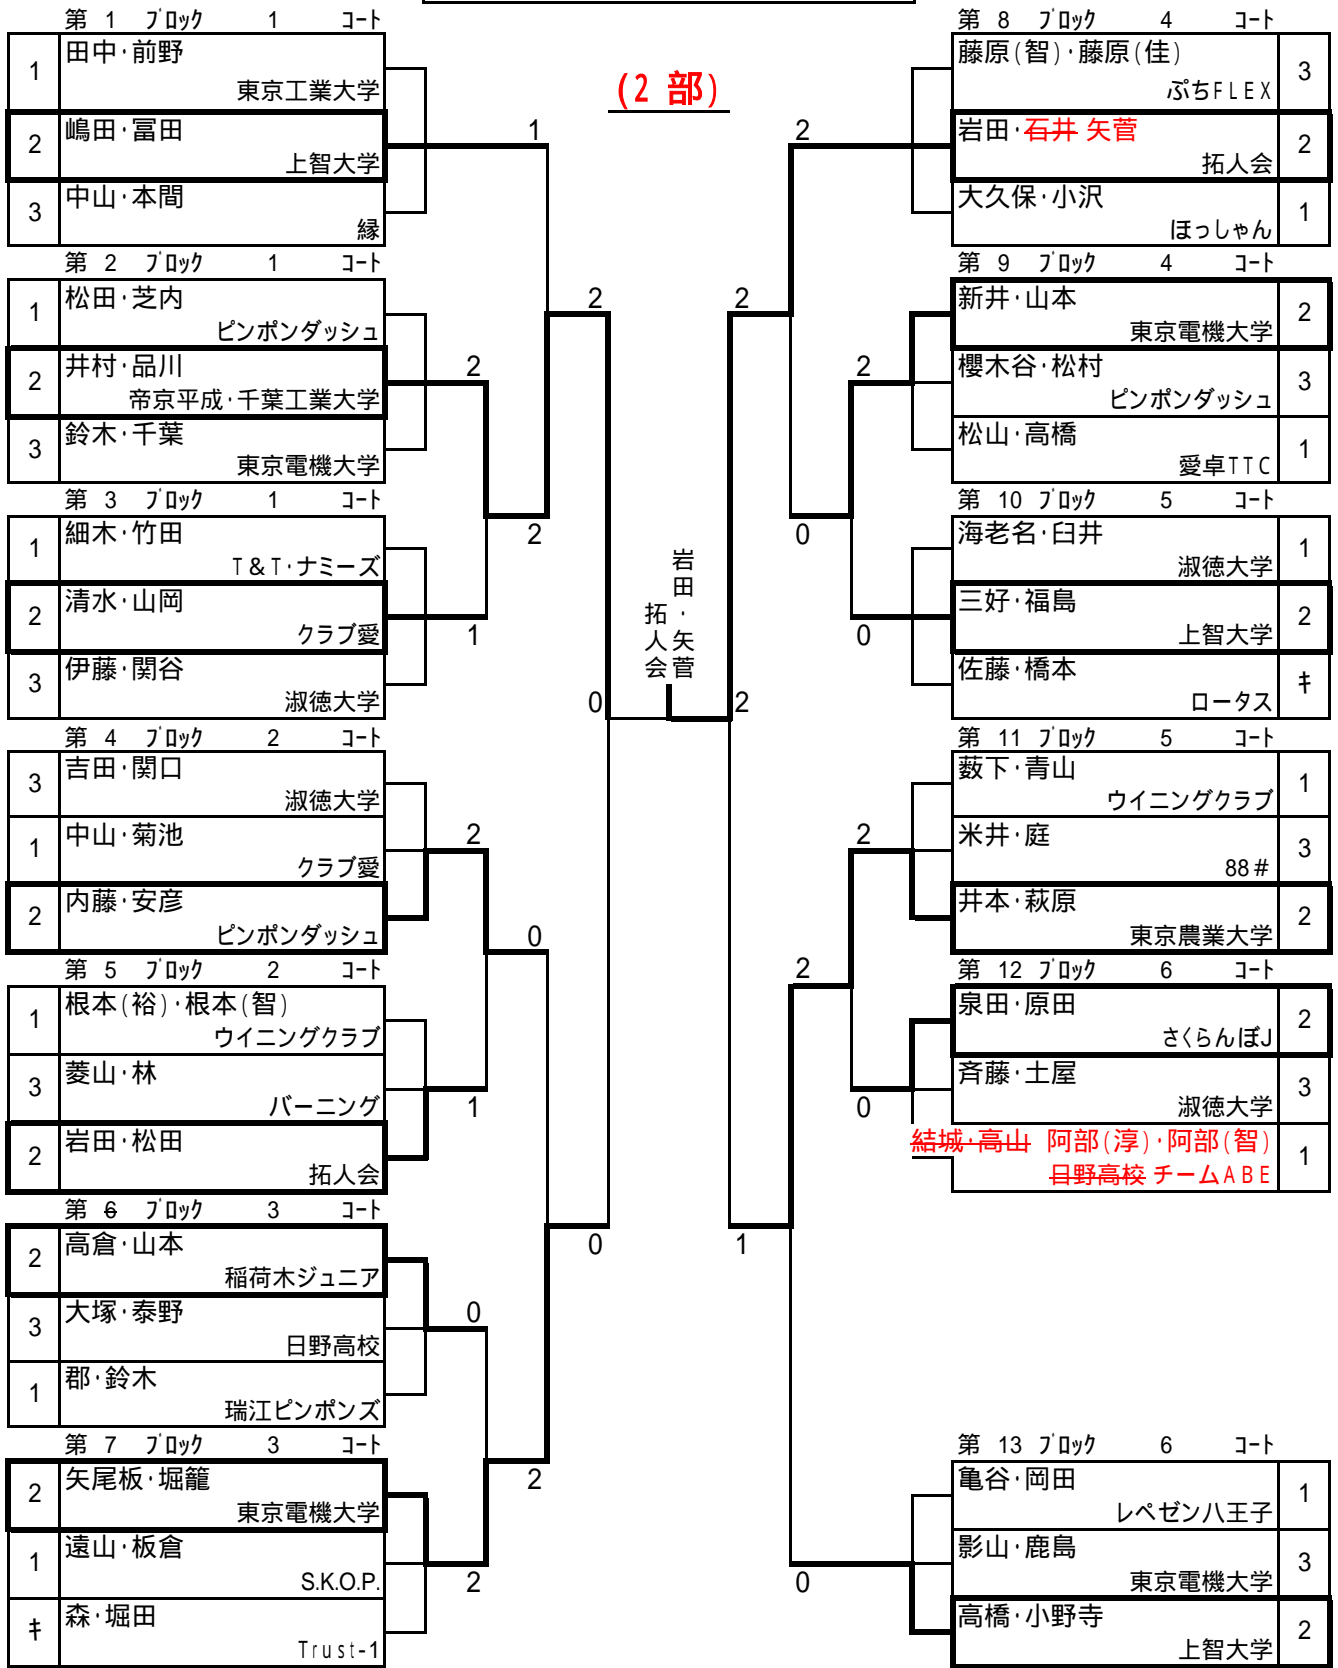 (2 部)
第 1 ブロック 1 コート
1 田中・前野
東京工業大学
2 嶋田・冨田
上智大学
3 中山・本間
縁
1
第 2 ブロック 1 コート
1 松田・芝内
ピンポンダッシュ
2 井村・品川
帝京平成・千葉工業大学
3 鈴木・千葉
東京電機大学
2
2
第 3 ブロック 1 コート
1 細木・竹田
T&T・ナミーズ
2 清水・山岡
クラブ愛
3 伊藤・関谷
淑徳大学
2
1
0
第 4 ブロック 2 コート
3 吉田・関口
淑徳大学
1 中山・菊池
クラブ愛
2 内藤・安彦
ピンポンダッシュ
2
0
第 5 ブロック 2 コート
1 根本(裕)・根本(智)
ウイニングクラブ
3 菱山・林
バーニング
2 岩田・松田
拓人会
1
第 6 ブロック 3 コート
2 高倉・山本
稲荷木ジュニア
3 大塚・泰野
日野高校
1 郡・鈴木
瑞江ピンポンズ
0
0
第 7 ブロック 3 コート
2 矢尾板・堀籠
東京電機大学
1 遠山・板倉
S.K.O.P.
キ 森・堀田
Trust-1
2
2
岩田・矢菅
拓人会
第 8 ブロック 4 コート
藤原(智)・藤原(佳) 3
ぷちFLEX
岩田・石井 矢菅 2
拓人会
大久保・小沢 1
ほっしゃん
2
第 9 ブロック 4 コート
新井・山本 2
東京電機大学
櫻木谷・松村 3
ピンポンダッシュ
松山・高橋 1
愛卓TTC
2
2
第 10 ブロック 5 コート
海老名・臼井 1
淑徳大学
三好・福島 2
上智大学
佐藤・橋本 キ
ロータス
0
0
2
第 11 ブロック 5 コート
薮下・青山 1
ウイニングクラブ
米井・庭 3
88#
井本・萩原 2
東京農業大学
2
2
第 12 ブロック 6 コート
泉田・原田 2
さくらんぼJ
斉藤・土屋 3
淑徳大学
結城・高山 阿部(淳)・阿部(智) 1
日野高校 チームABE
0
1
第 13 ブロック 6 コート
亀谷・岡田 1
レペゼン八王子
影山・鹿島 3
東京電機大学
高橋・小野寺 2
上智大学
0